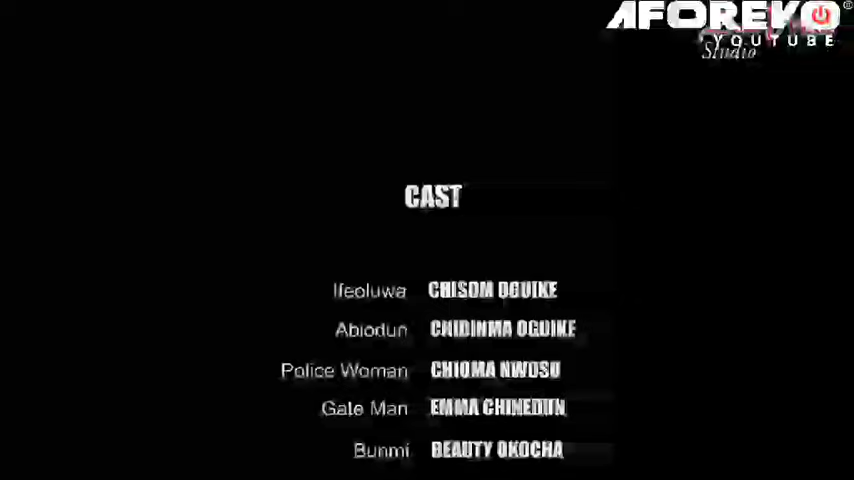 AFOREVO®
YOUTUBE
Studio
CAST
Ifeoluwa CHISOM OGUIKE
Abiodun CHIDINMA OGUIKE
Police Woman CHIOMA NWOSU
Gate Man EMMA CHINEDUN
Bunmi BEAUTY OKOCHA